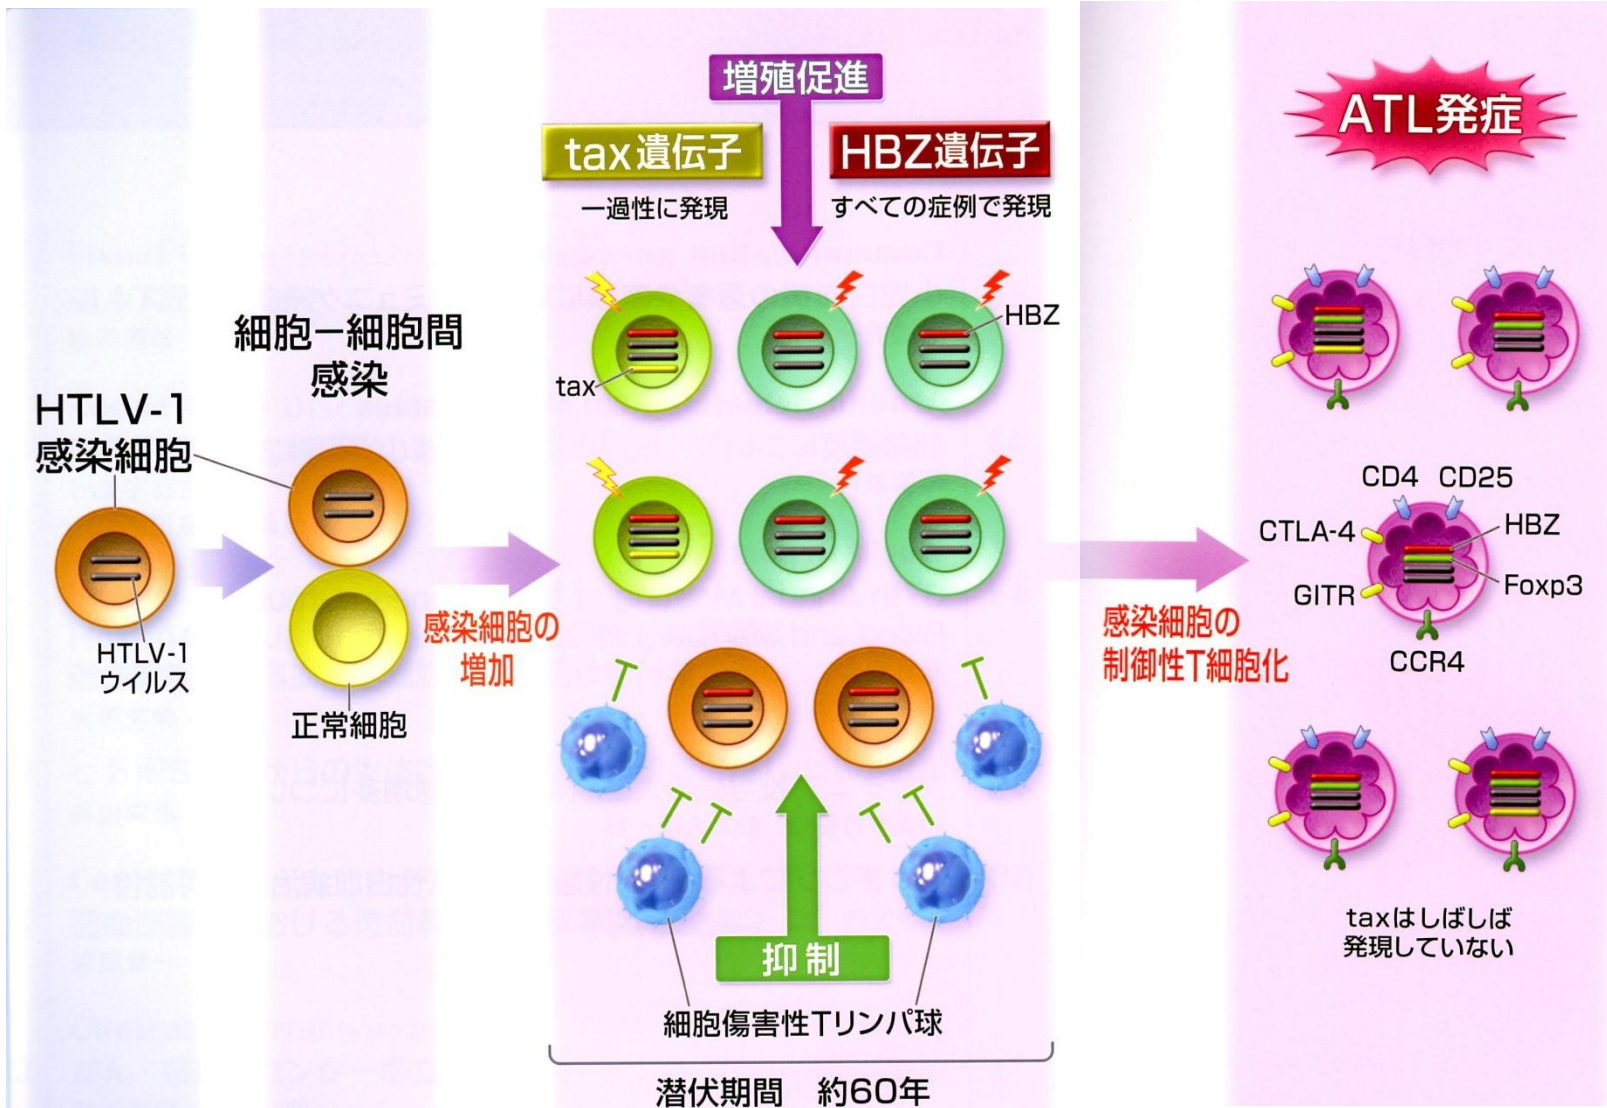 HTLV-1
感染細胞
HTLV-1
ウイルス
細胞－細胞間
感染
正常細胞
感染細胞の
増加
増殖促進
tax遺伝子
一過性に発現
HBZ遺伝子
すべての症例で発現
tax
HBZ
抑制
細胞傷害性Tリンパ球
潜伏期間　約60年
感染細胞の
制御性T細胞化
ATL発症
CD4
CD25
CTLA-4
HBZ
GITR
Foxp3
CCR4
taxはしばしば
発現していない